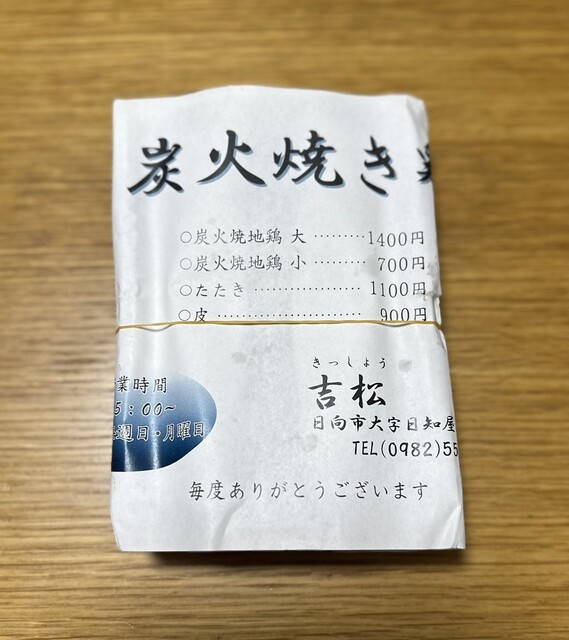 炭火焼き
○炭火焼地鶏 大 ………1400円
○炭火焼地鶏 小 ……… 700円
○たたき ………………1100円
○皮 …………………… 900円
業時間
5：00~
週日・月曜日
きっしょう
吉松
日向市大字日知屋
TEL(0982)55
毎度ありがとうございます